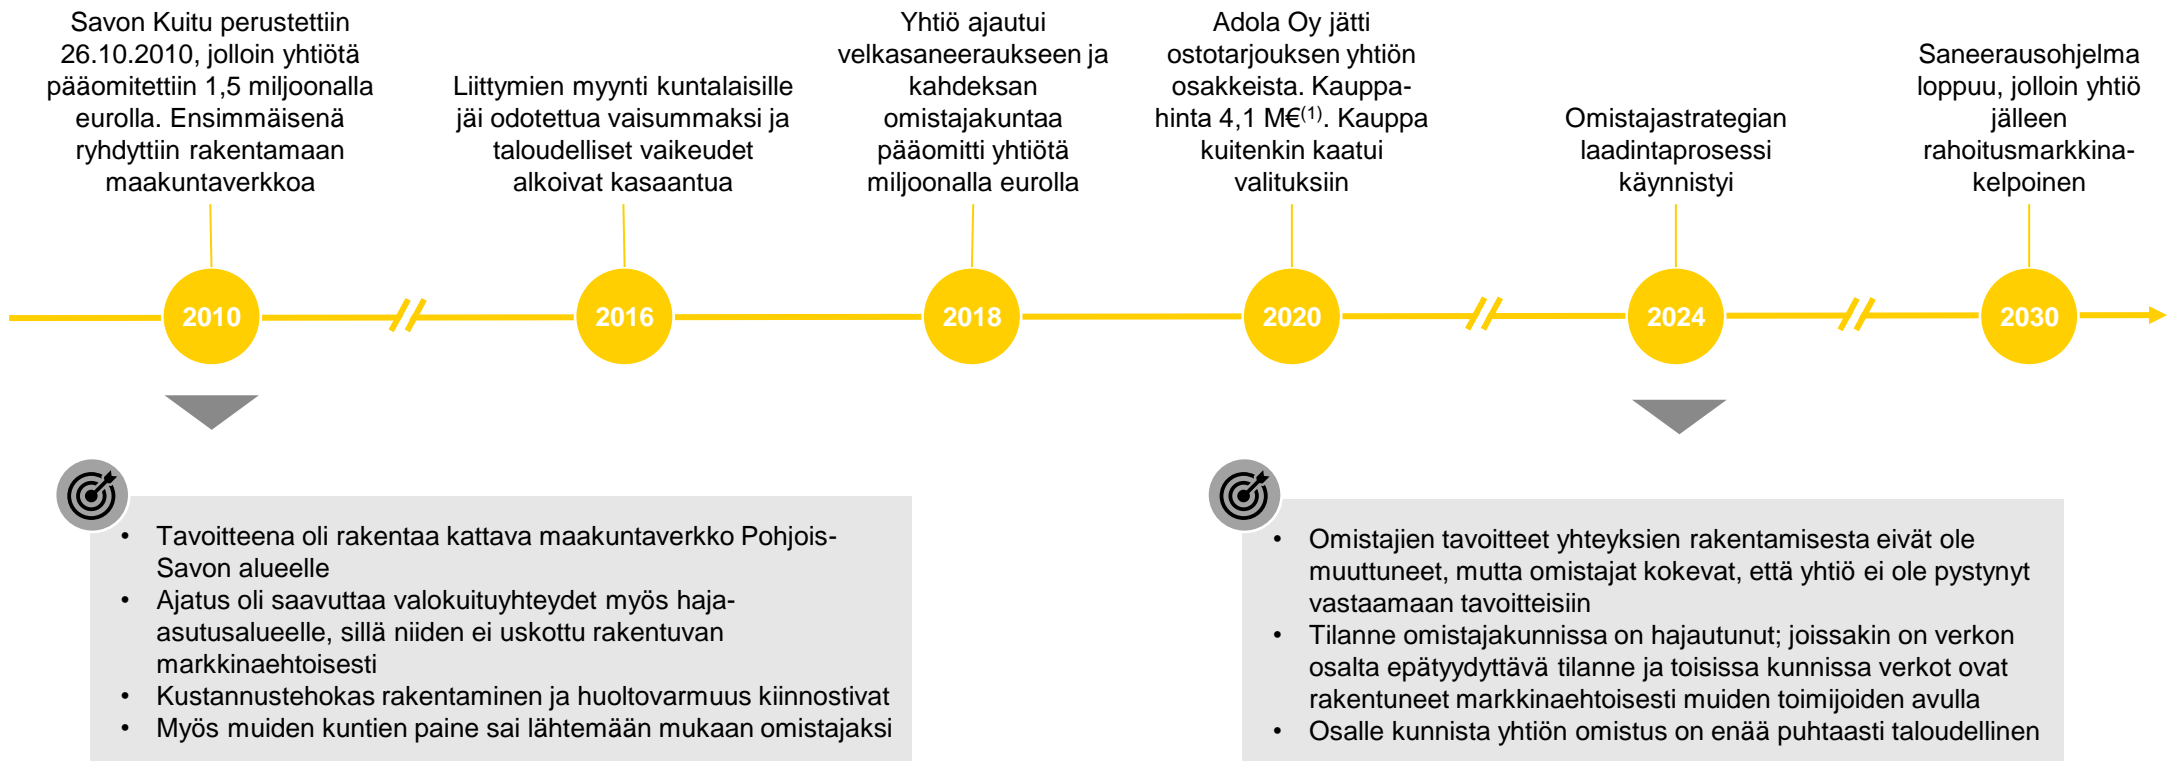 Savon Kuitu perustettiin
26.10.2010, jolloin yhtiötä
pääomitettiin 1,5 miljoonalla
eurolla. Ensimmäisenä
ryhdyttiin rakentamaan
maakuntaverkkoa
Liittymien myynti kuntalaisille
jäi odotettua vaisummaksi ja
taloudelliset vaikeudet
alkoivat kasaantua
Yhtiö ajautui
velkasaneeraukseen ja
kahdeksan
omistajakuntaa
pääomitti yhtiötä
miljoonalla eurolla
Adola Oy jätti
ostotarjouksen yhtiön
osakkeista. Kauppa-
hinta 4,1 M€(1). Kauppa
kuitenkin kaatui
valituksiin
Omistajastrategian
laadintaprosessi
käynnistyi
Saneerausohjelma
loppuu, jolloin yhtiö
jälleen
rahoitusmarkkina-
kelpoinen
2010
2016
2018
2020
2024
2030
• Tavoitteena oli rakentaa kattava maakuntaverkko Pohjois-
Savon alueelle
• Ajatus oli saavuttaa valokuituyhteydet myös haja-
asutusalueelle, sillä niiden ei uskottu rakentuvan
markkinaehtoisesti
• Kustannustehokas rakentaminen ja huoltovarmuus kiinnostivat
• Myös muiden kuntien paine sai lähtemään mukaan omistajaksi
• Omistajien tavoitteet yhteyksien rakentamisesta eivät ole
muuttuneet, mutta omistajat kokevat, että yhtiö ei ole pystynyt
vastaamaan tavoitteisiin
• Tilanne omistajakunnissa on hajautunut; joissakin on verkon
osalta epätyydyttävä tilanne ja toisissa kunnissa verkot ovat
rakentuneet markkinaehtoisesti muiden toimijoiden avulla
• Osalle kunnista yhtiön omistus on enää puhtaasti taloudellinen